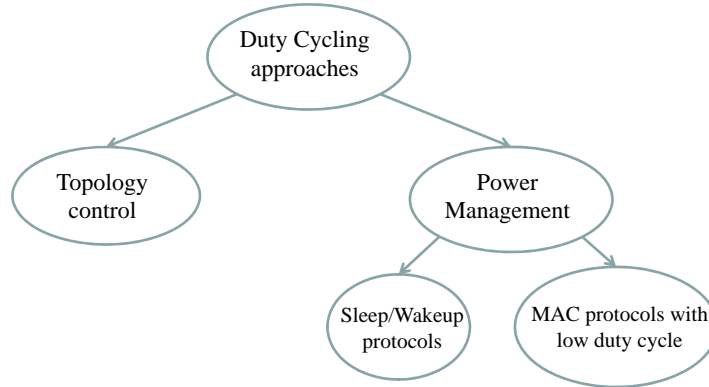 Duty Cycling
approaches
Topology
control
Power
Management
Sleep/Wakeup
protocols
MAC protocols with
low duty cycle